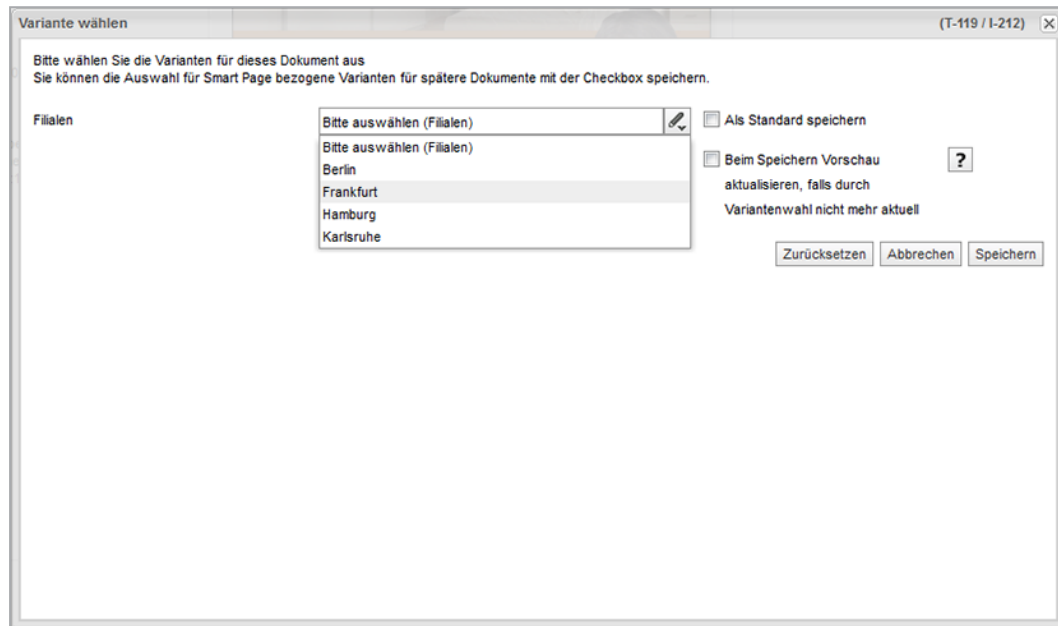 Variante wählen (T-119 / I-212)
Bitte wählen Sie die Varianten für dieses Dokument aus
Sie können die Auswahl für Smart Page bezogene Varianten für spätere Dokumente mit der Checkbox speichern.
Filialen
Bitte auswählen (Filialen)
Bitte auswählen (Filialen)
Berlin
Frankfurt
Hamburg
Karlsruhe
Als Standard speichern
Beim Speichern Vorschau ?
aktualisieren, falls durch
Variantenwahl nicht mehr aktuell
Zurücksetzen Abbrechen Speichern